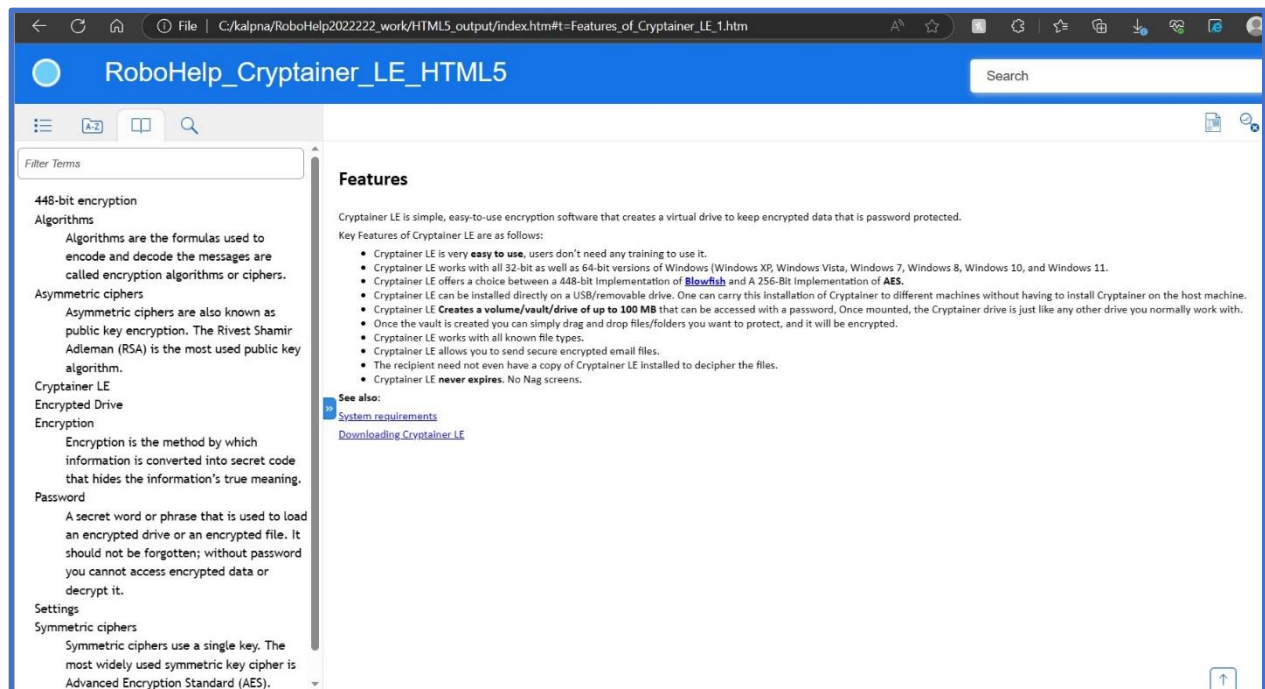 File | C:/kalpna/RoboHelp2022222_work/HTML5_output/index.htm#t=Features_of_Cryptainer_LE_1.htm
RoboHelp_Cryptainer_LE_HTML5
Search
A-Z
Filter Terms
448-bit encryption
Algorithms
Algorithms are the formulas used to
encode and decode the messages are
called encryption algorithms or ciphers.
Asymmetric ciphers
Asymmetric ciphers are also known as
public key encryption. The Rivest Shamir
Adleman (RSA) is the most used public key
algorithm.
Cryptainer LE
Encrypted Drive
Encryption
Encryption is the method by which
information is converted into secret code
that hides the information’s true meaning.
Password
A secret word or phrase that is used to load
an encrypted drive or an encrypted file. It
should not be forgotten; without password
you cannot access encrypted data or
decrypt it.
Settings
Symmetric ciphers
Symmetric ciphers use a single key. The
most widely used symmetric key cipher is
Advanced Encryption Standard (AES).
Features
Cryptainer LE is simple, easy-to-use encryption software that creates a virtual drive to keep encrypted data that is password protected.
Key Features of Cryptainer LE are as follows:
• Cryptainer LE is very easy to use, users don’t need any training to use it.
• Cryptainer LE works with all 32-bit as well as 64-bit versions of Windows (Windows XP, Windows Vista, Windows 7, Windows 8, Windows 10, and Windows 11.
• Cryptainer LE offers a choice between a 448-bit Implementation of Blowfish and A 256-Bit Implementation of AES.
• Cryptainer LE can be installed directly on a USB/removable drive. One can carry this installation of Cryptainer to different machines without having to install Cryptainer on the host machine.
• Cryptainer LE Creates a volume/vault/drive of up to 100 MB that can be accessed with a password, Once mounted, the Cryptainer drive is just like any other drive you normally work with.
• Once the vault is created you can simply drag and drop files/folders you want to protect, and it will be encrypted.
• Cryptainer LE works with all known file types.
• Cryptainer LE allows you to send secure encrypted email files.
• The recipient need not even have a copy of Cryptainer LE installed to decipher the files.
• Cryptainer LE never expires. No Nag screens.
See also:
System requirements
Downloading Cryptainer LE